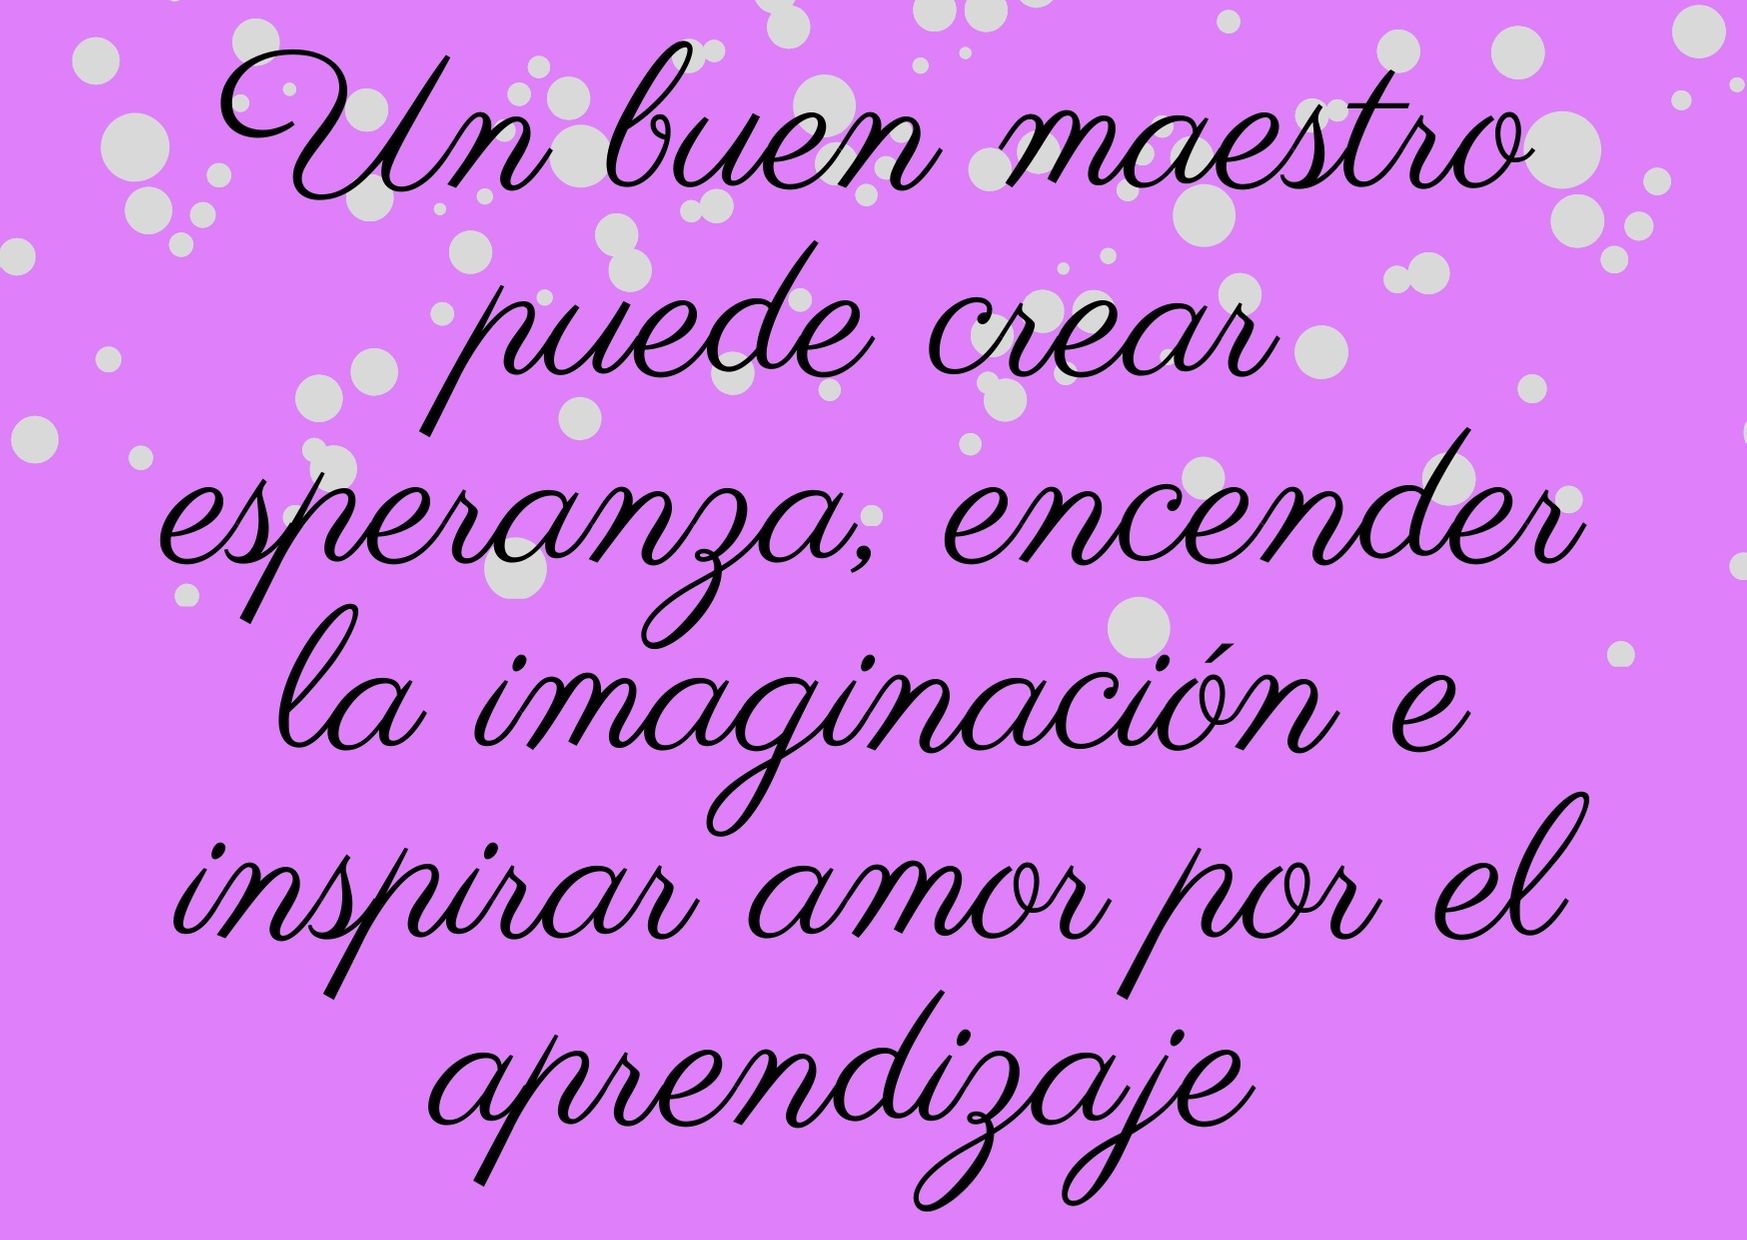 Un buen maestro
puede crear
esperanza, encender
la imaginación e
inspirar amor por el
aprendizaje